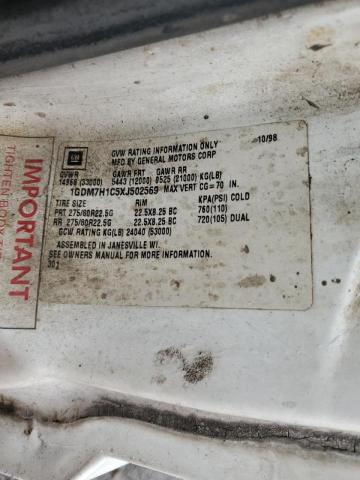 GM
GVW RATING INFORMATION ONLY 10/98
MFD BY GENERAL MOTORS CORP
GVWR GAWR FRT GAWR RR
14968 (33000) 5443 (12000) 9525 (21000) KG(LB)
1GDM7H1C5XJ502569 MAX VERT CG= 70 IN.
TIRE SIZE RIM KPA(PSI) COLD
FRT 275/80R22.5G 22.5X8.25 BC 760(110)
RR 275/80R22.5G 22.5X8.25 BC 720(105) DUAL
GCW RATING KG(LB) 24040 (53000)
ASSEMBLED IN JANESVILLE WI.
SEE OWNERS MANUAL FOR MORE INFORMATION.
301
IMPORTANT